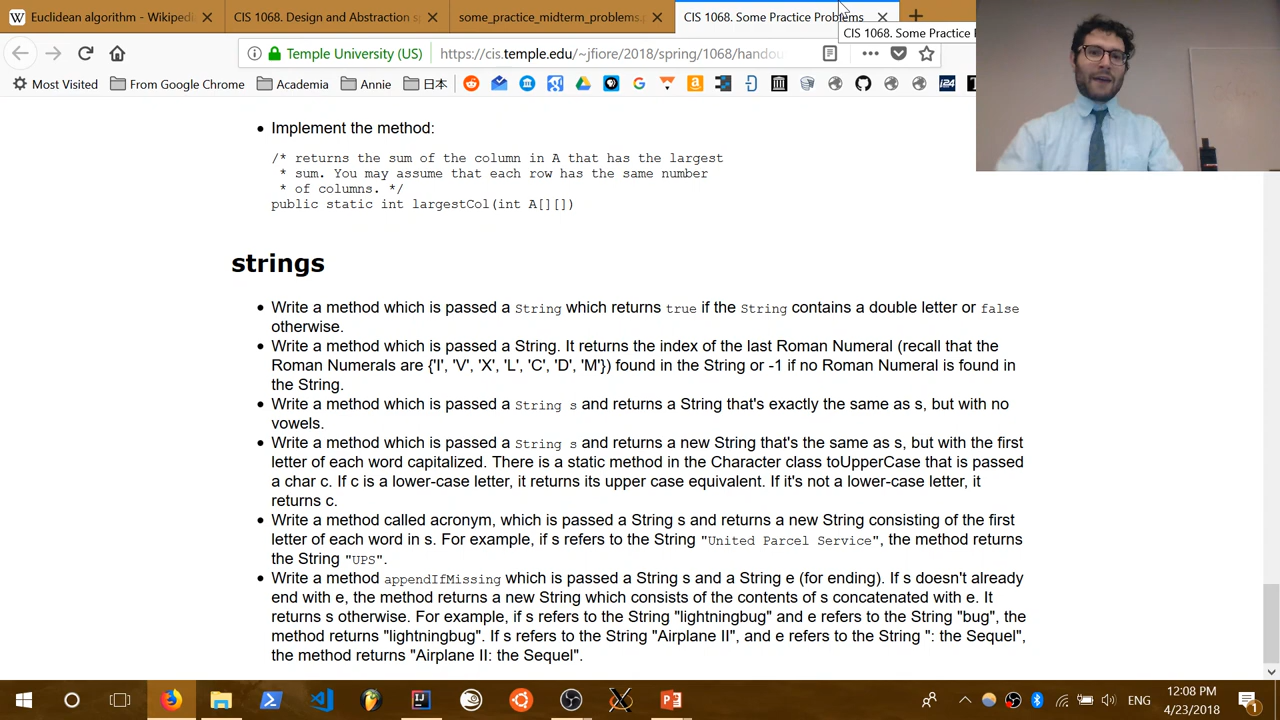 Euclidean algorithm - Wikiped
CIS 1068. Design and Abstraction s
some_practice_midterm_problems.
CIS 1068. Some Practice Problems
CIS 1068. Some Practice
Temple University (US)
https://cis.temple.edu/~jfiore/2018/spring/1068/handou
Most Visited
From Google Chrome
Academia
Annie
日本
• Implement the method:
/* returns the sum of the column in A that has the largest
* sum. You may assume that each row has the same number
* of columns. */
public static int largestCol(int A[][])
strings
• Write a method which is passed a String which returns true if the String contains a double letter or false
otherwise.
• Write a method which is passed a String. It returns the index of the last Roman Numeral (recall that the
Roman Numerals are {'I', 'V', 'X', 'L', 'C', 'D', 'M'}) found in the String or -1 if no Roman Numeral is found in
the String.
• Write a method which is passed a String s and returns a String that's exactly the same as s, but with no
vowels.
• Write a method which is passed a String s and returns a new String that's the same as s, but with the first
letter of each word capitalized. There is a static method in the Character class toUpperCase that is passed
a char c. If c is a lower-case letter, it returns its upper case equivalent. If it's not a lower-case letter, it
returns c.
• Write a method called acronym, which is passed a String s and returns a new String consisting of the first
letter of each word in s. For example, if s refers to the String "United Parcel Service", the method returns
the String "UPS".
• Write a method appendIfMissing which is passed a String s and a String e (for ending). If s doesn't already
end with e, the method returns a new String which consists of the contents of s concatenated with e. It
returns s otherwise. For example, if s refers to the String "lightningbug" and e refers to the String "bug", the
method returns "lightningbug". If s refers to the String "Airplane II", and e refers to the String ": the Sequel",
the method returns "Airplane II: the Sequel".
ENG
12:08 PM
4/23/2018